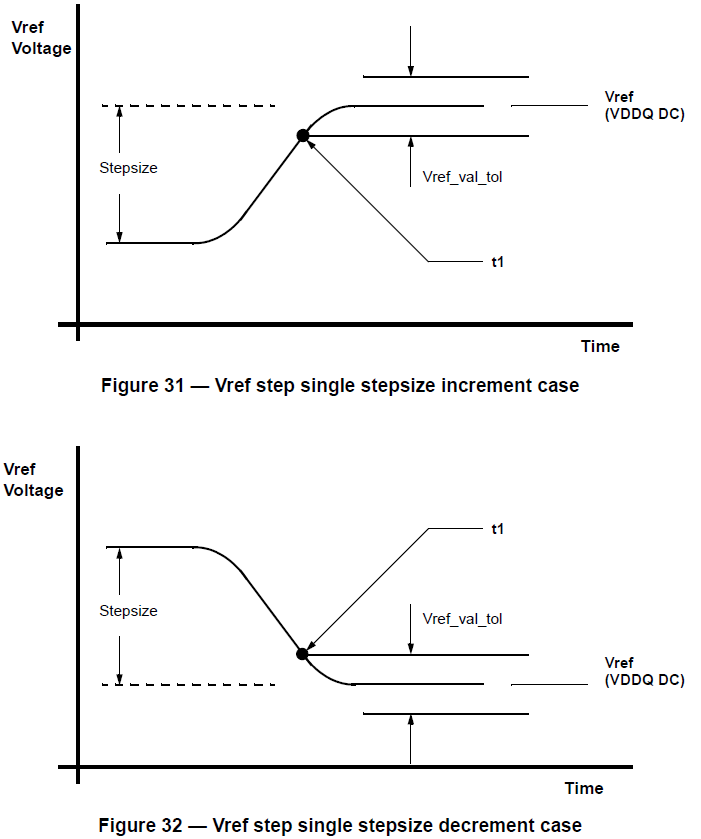 Vref
Voltage
Vref
(VDDQ DC)
Stepsize
Vref_val_tol
t1
Time
Figure 31 — Vref step single stepsize increment case
Vref
Voltage
t1
Stepsize
Vref_val_tol
Vref
(VDDQ DC)
Time
Figure 32 — Vref step single stepsize decrement case